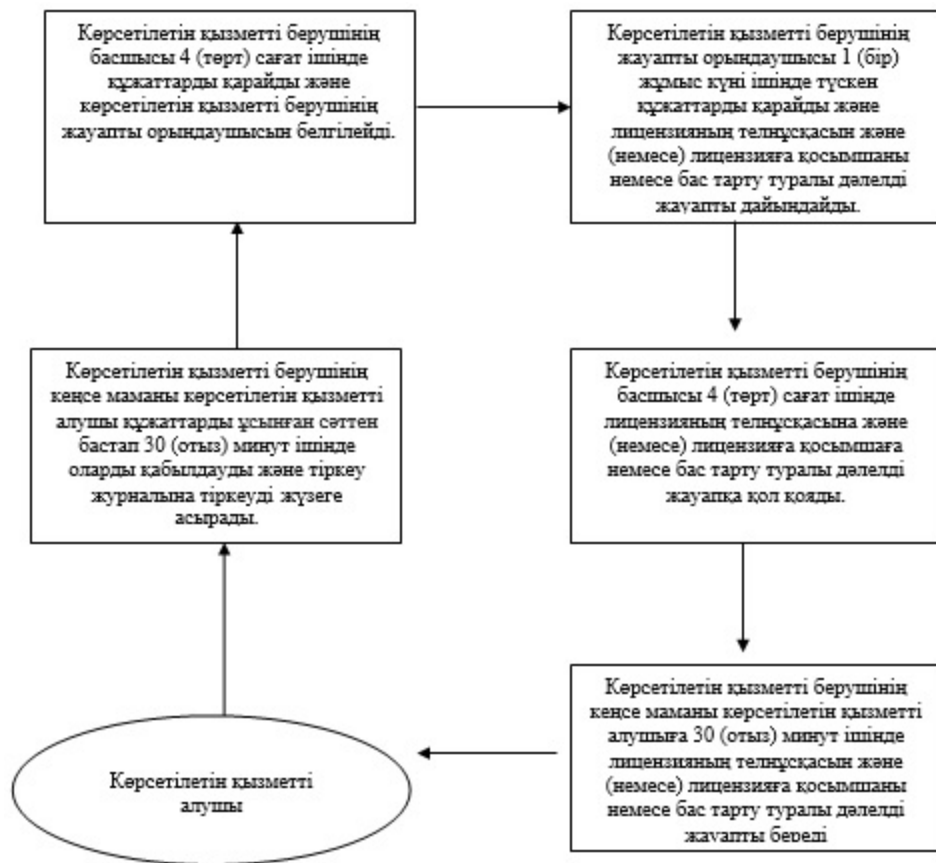 Көрсетілетін қызметті берушінің
басшысы 4 (төрт) сағат ішінде
құжаттарды қарайды және
көрсетілетін қызметті берушінің
жауапты орындаушысын белгілейді.
Көрсетілетін қызметті берушінің
жауапты орындаушысы 1 (бір)
жұмыс күні ішінде түскен
құжаттарды қарайды және
лицензияның телнұсқасын және
(немесе) лицензияға қосымшаны
немесе бас тарту туралы дәлелді
жауапты дайындайды.
Көрсетілетін қызметті берушінің
кеңсе маманы көрсетілетін қызметті
алушы құжаттарды ұсынған сәттен
бастап 30 (отыз) минут ішінде
оларды қабылдауды және тіркеу
журналына тіркеуді жүзеге
асырады.
Көрсетілетін қызметті берушінің
басшысы 4 (төрт) сағат ішінде
лицензияның телнұсқасына және
(немесе) лицензияға қосымшаға
немесе бас тарту туралы дәлелді
жауапқа қол қояды.
Көрсетілетін қызметті берушінің
кеңсе маманы көрсетілетін қызметті
алушыға 30 (отыз) минут ішінде
лицензияның телнұсқасын және
(немесе) лицензияға қосымшаны
немесе бас тарту туралы дәлелді
жауапты береді
Көрсетілетін қызметті
алушы